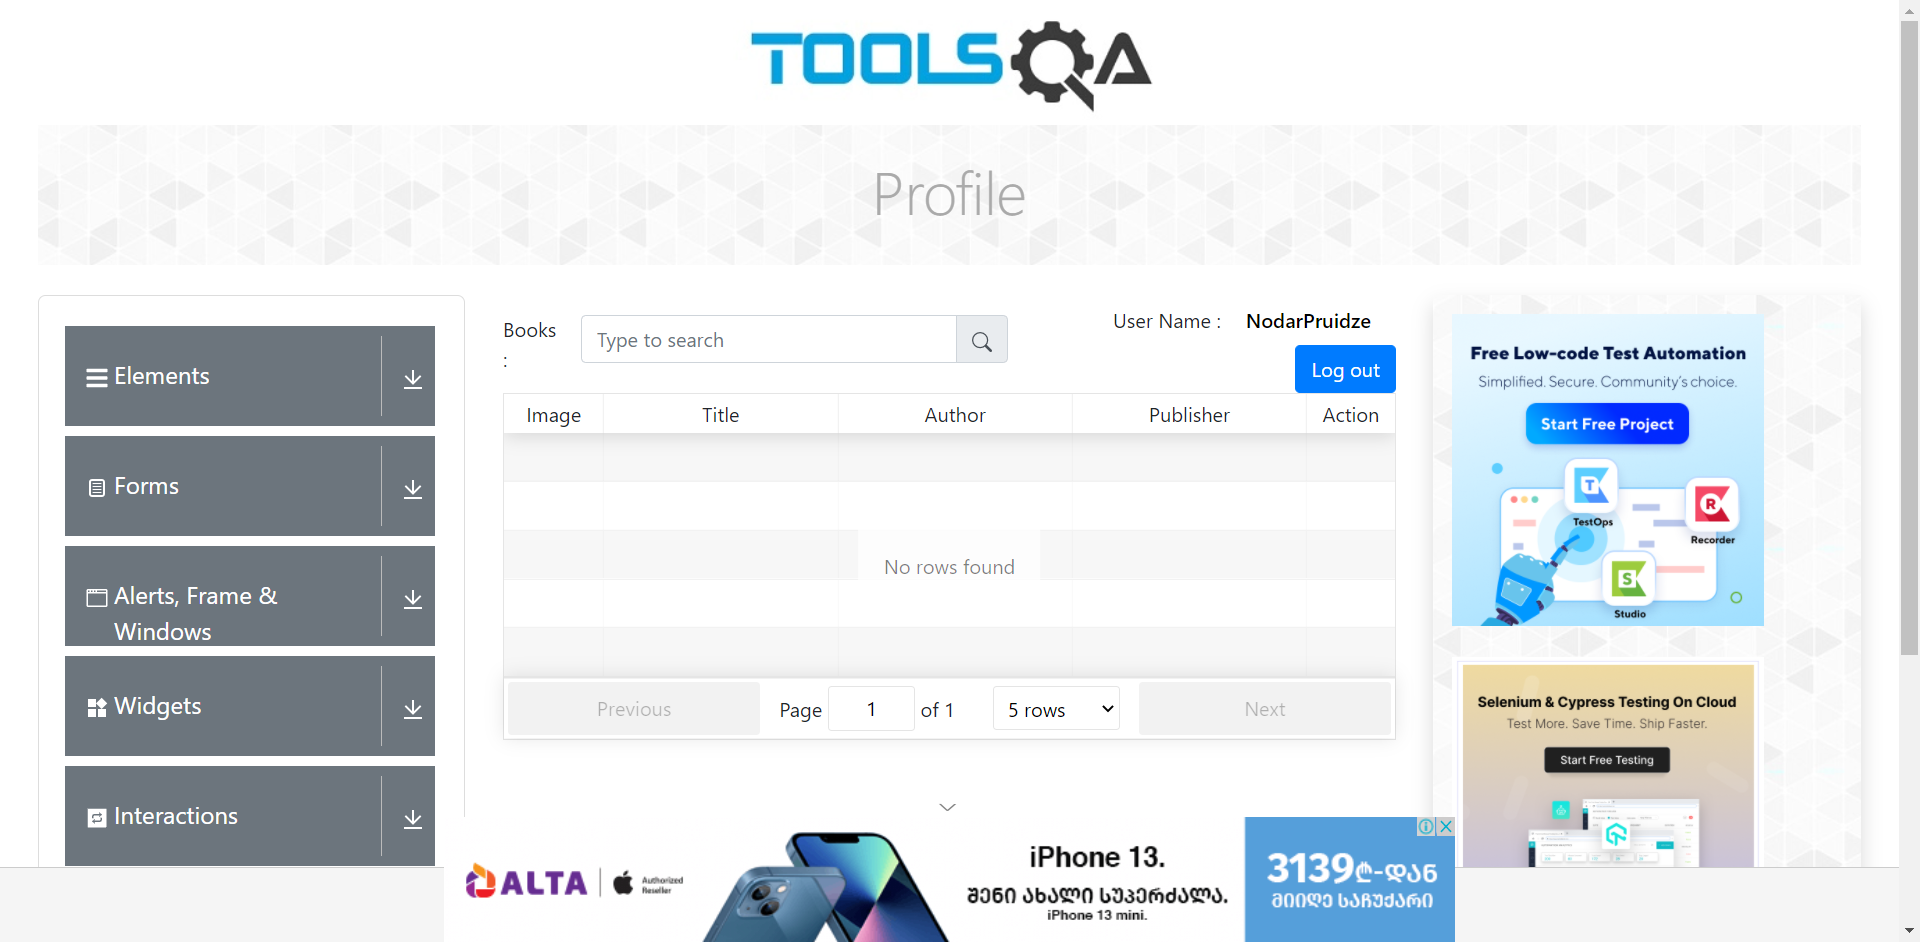 TOOLSQA
Profile
Elements
Forms
Alerts, Frame &
Windows
Widgets
Interactions
Books
:
Type to search
User Name : NodarPruidze
Log out
Image Title Author Publisher Action
No rows found
Previous Page 1 of 1 5 rows Next
Free Low-code Test Automation
Simplified. Secure. Community's choice.
Start Free Project
TestOps
Recorder
Studio
Selenium & Cypress Testing On Cloud
Test More. Save Time. Ship Faster.
Start Free Testing
ALTA
Authorized
Reseller
iPhone 13.
შენი ახალი სუპერძალა.
iPhone 13 mini.
3139₾-დან
მიიღე საჩუქარი